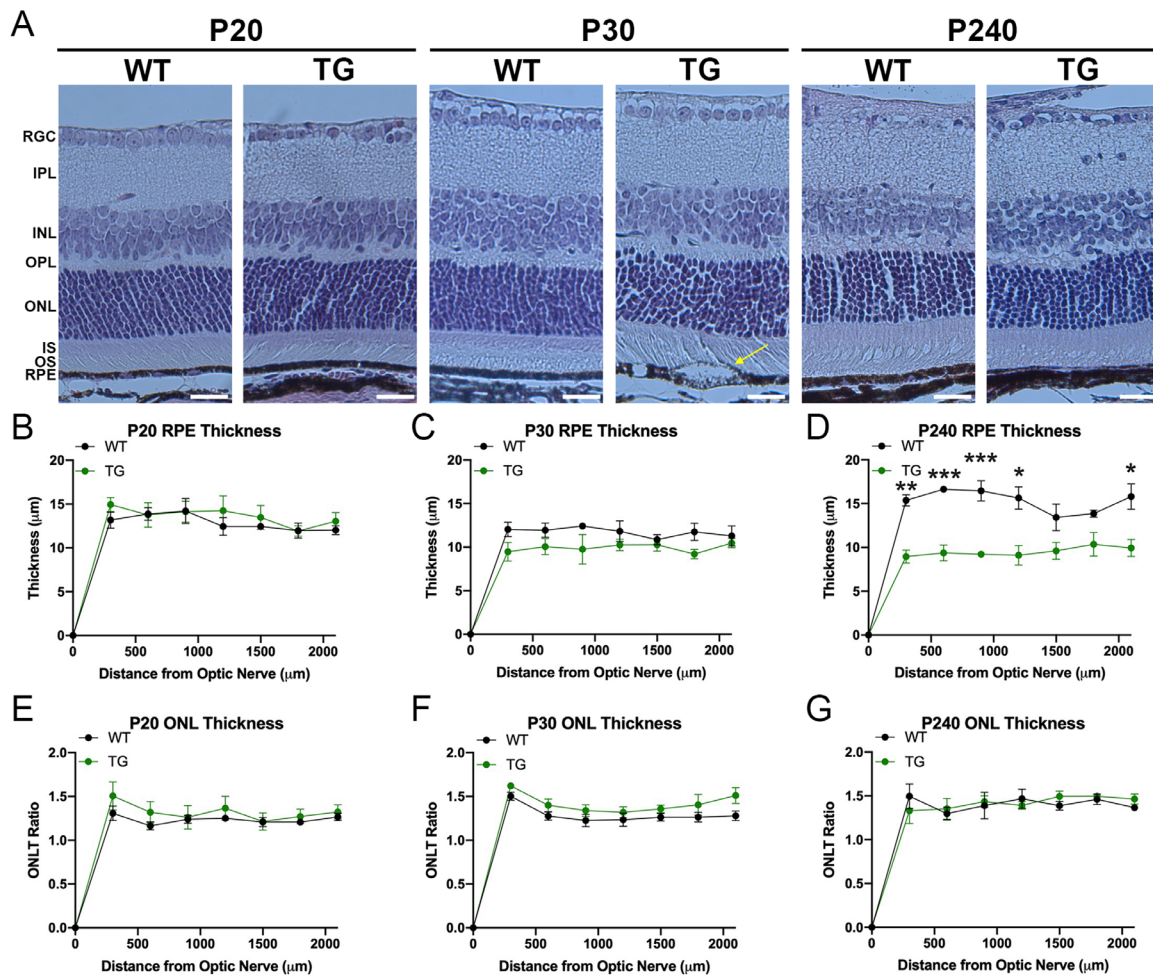 A
P20 P30 P240
WT TG WT TG WT TG
RGC
IPL
INL
OPL
ONL
IS
OS
RPE
B
P20 RPE Thickness
WT
TG
20
15
10
5
0
Thickness (μm)
0 500 1000 1500 2000
Distance from Optic Nerve (μm)
C
P30 RPE Thickness
WT
TG
20
15
10
5
0
Thickness (μm)
0 500 1000 1500 2000
Distance from Optic Nerve (μm)
D
P240 RPE Thickness
WT
TG
** *** *** * *
20
15
10
5
0
Thickness (μm)
0 500 1000 1500 2000
Distance from Optic Nerve (μm)
E
P20 ONL Thickness
WT
TG
2.0
1.5
1.0
0.5
0.0
ONLT Ratio
0 500 1000 1500 2000
Distance from Optic Nerve (μm)
F
P30 ONL Thickness
WT
TG
2.0
1.5
1.0
0.5
0.0
ONLT Ratio
0 500 1000 1500 2000
Distance from Optic Nerve (μm)
G
P240 ONL Thickness
WT
TG
2.0
1.5
1.0
0.5
0.0
ONLT Ratio
0 500 1000 1500 2000
Distance from Optic Nerve (μm)